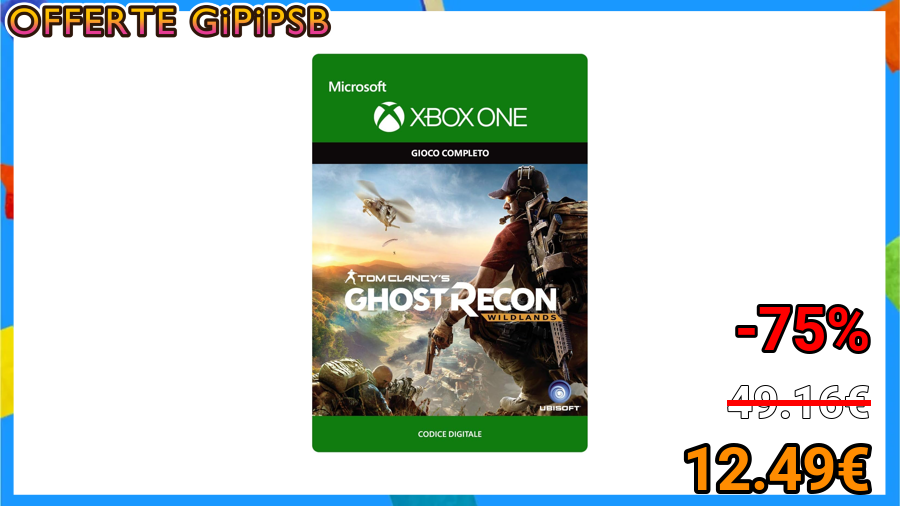 OFFERTE GiPiPSB
Microsoft
XBOX ONE
GIOCO COMPLETO
TOM CLANCY'S
GHOST RECON
WILDLANDS
UBISOFT
CODICE DIGITALE
-75%
49.16€
12.49€